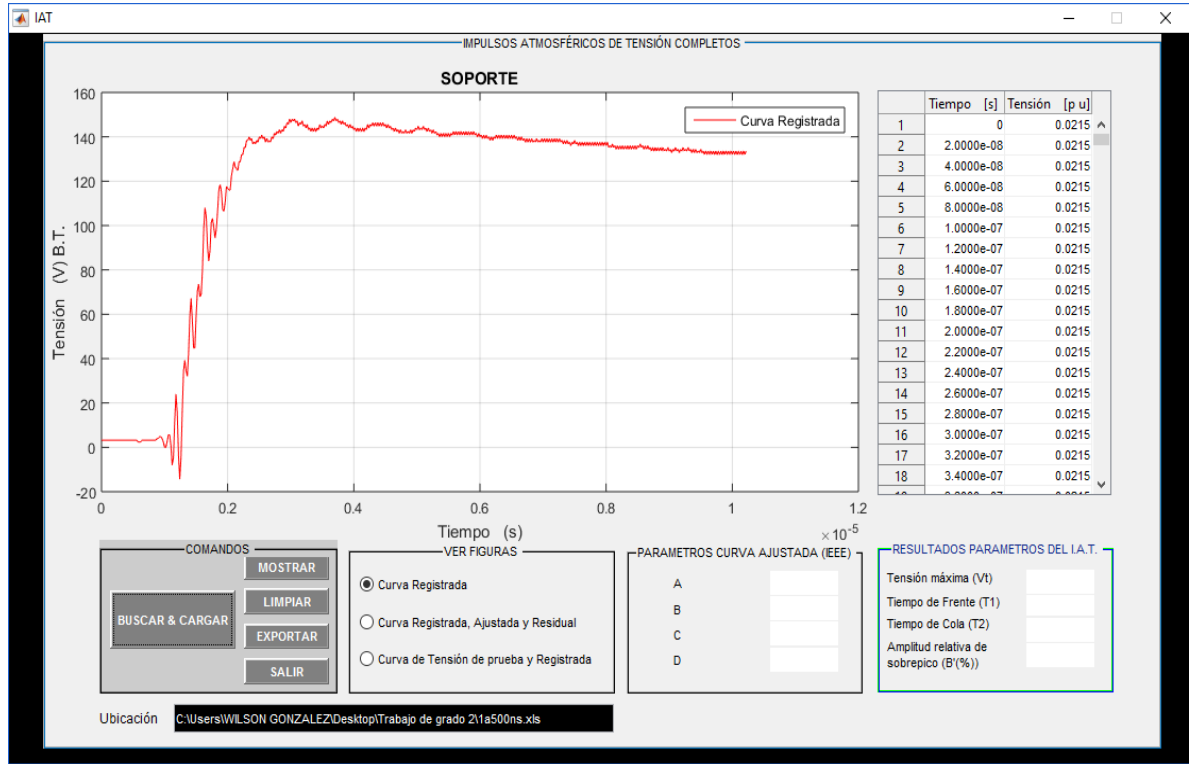 IAT
IMPULSOS ATMOSFÉRICOS DE TENSIÓN COMPLETOS
SOPORTE
Curva Registrada
160
140
120
100
80
60
40
20
0
-20
Tensión (V) B.T.
0 0.2 0.4 0.6 0.8 1 1.2
Tiempo (s)
×10-5
Tiempo [s] Tensión [p u]
1 0 0.0215
2 2.0000e-08 0.0215
3 4.0000e-08 0.0215
4 6.0000e-08 0.0215
5 8.0000e-08 0.0215
6 1.0000e-07 0.0215
7 1.2000e-07 0.0215
8 1.4000e-07 0.0215
9 1.6000e-07 0.0215
10 1.8000e-07 0.0215
11 2.0000e-07 0.0215
12 2.2000e-07 0.0215
13 2.4000e-07 0.0215
14 2.6000e-07 0.0215
15 2.8000e-07 0.0215
16 3.0000e-07 0.0215
17 3.2000e-07 0.0215
18 3.4000e-07 0.0215
COMANDOS
BUSCAR & CARGAR
MOSTRAR
LIMPIAR
EXPORTAR
SALIR
VER FIGURAS
Curva Registrada
Curva Registrada, Ajustada y Residual
Curva de Tensión de prueba y Registrada
PARAMETROS CURVA AJUSTADA (IEEE)
A
B
C
D
RESULTADOS PARAMETROS DEL I.A.T.
Tensión máxima (Vt)
Tiempo de Frente (T1)
Tiempo de Cola (T2)
Amplitud relativa de
sobrepico (B'(%))
Ubicación C:\Users\WILSON GONZALEZ\Desktop\Trabajo de grado 2\1a500ns.xls